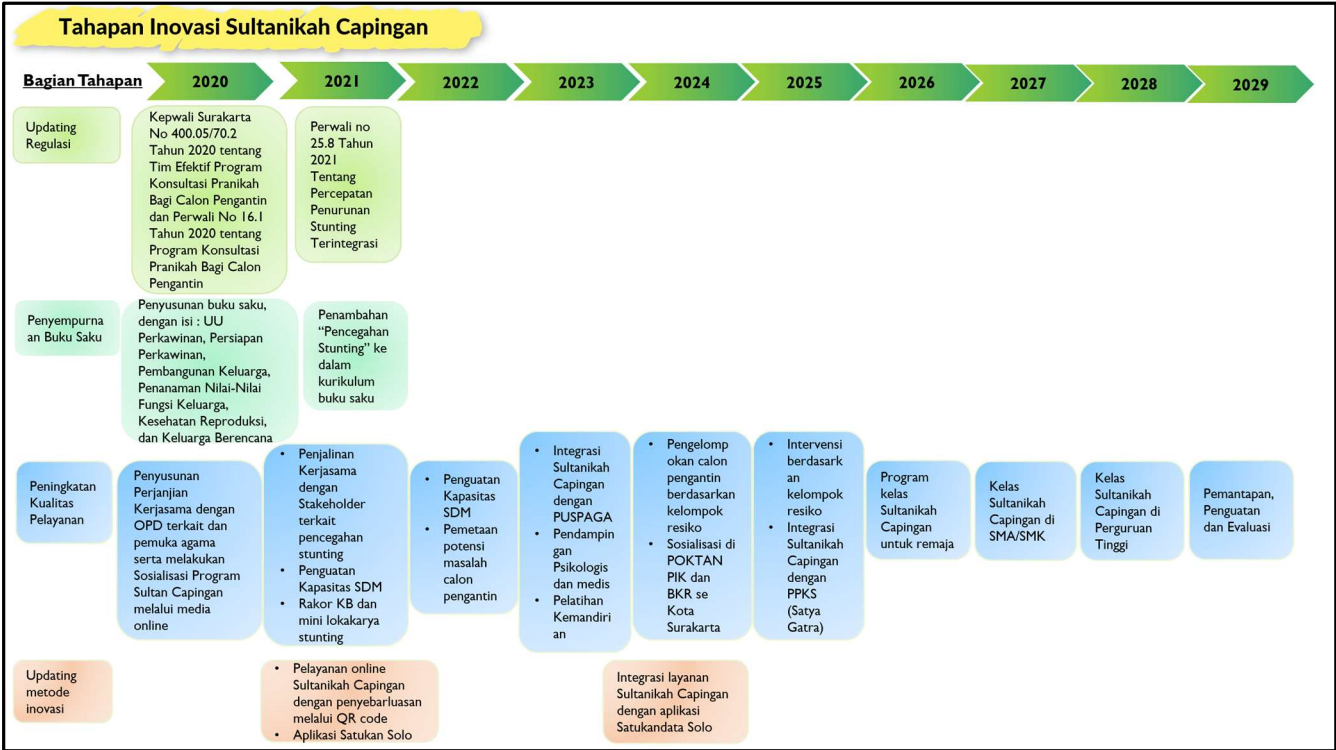 Tahapan Inovasi Sultanikah Capingan
Bagian Tahapan
2020
2021
2022
2023
2024
2025
2026
2027
2028
2029
Updating
Regulasi
Kepwali Surakarta
No 400.05/70.2
Tahun 2020 tentang
Tim Efektif Program
Konsultasi Pranikah
Bagi Calon Pengantin
dan Perwali No 16.1
Tahun 2020 tentang
Program Konsultasi
Pranikah Bagi Calon
Pengantin
Perwali no
25.8 Tahun
2021
Tentang
Percepatan
Penurunan
Stunting
Terintegrasi
Penyempurna
an Buku Saku
Penyusunan buku saku,
dengan isi : UU
Perkawinan, Persiapan
Perkawinan,
Pembangunan Keluarga,
Penanaman Nilai-Nilai
Fungsi Keluarga,
Kesehatan Reproduksi,
dan Keluarga Berencana
Penambahan
“Pencegahan
Stunting” ke
dalam
kurikulum
buku saku
Peningkatan
Kualitas
Pelayanan
Penyusunan
Perjanjian
Kerjasama dengan
OPD terkait dan
pemuka agama
serta melakukan
Sosialisasi Program
Sultan Capingan
melalui media
online
• Penjalinan
Kerjasama
dengan
Stakeholder
terkait
pencegahan
stunting
• Penguatan
Kapasitas SDM
• Rakor KB dan
mini lokakarya
stunting
• Penguatan
Kapasitas
SDM
• Pemetaan
potensi
masalah
calon
pengantin
• Integrasi
Sultanikah
Capingan
dengan
PUSPAGA
• Pendampin
gan
Psikologis
dan medis
• Pelatihan
Kemandiri
an
• Pengelomp
okan calon
pengantin
berdasarkan
kelompok
resiko
• Sosialisasi di
POKTAN
PIK dan
BKR se
Kota
Surakarta
• Intervensi
berdasark
an
kelompok
resiko
• Integrasi
Sultanikah
Capingan
dengan
PPKS
(Satya
Gatra)
Program
kelas
Sultanikah
Capingan
untuk remaja
Kelas
Sultanikah
Capingan di
SMA/SMK
Kelas
Sultanikah
Capingan di
Perguruan
Tinggi
Pemantapan,
Penguatan
dan Evaluasi
Updating
metode
inovasi
• Pelayanan online
Sultanikah Capingan
dengan penyebarluasan
melalui QR code
• Aplikasi Satukan Solo
Integrasi layanan
Sultanikah Capingan
dengan aplikasi
Satukandata Solo